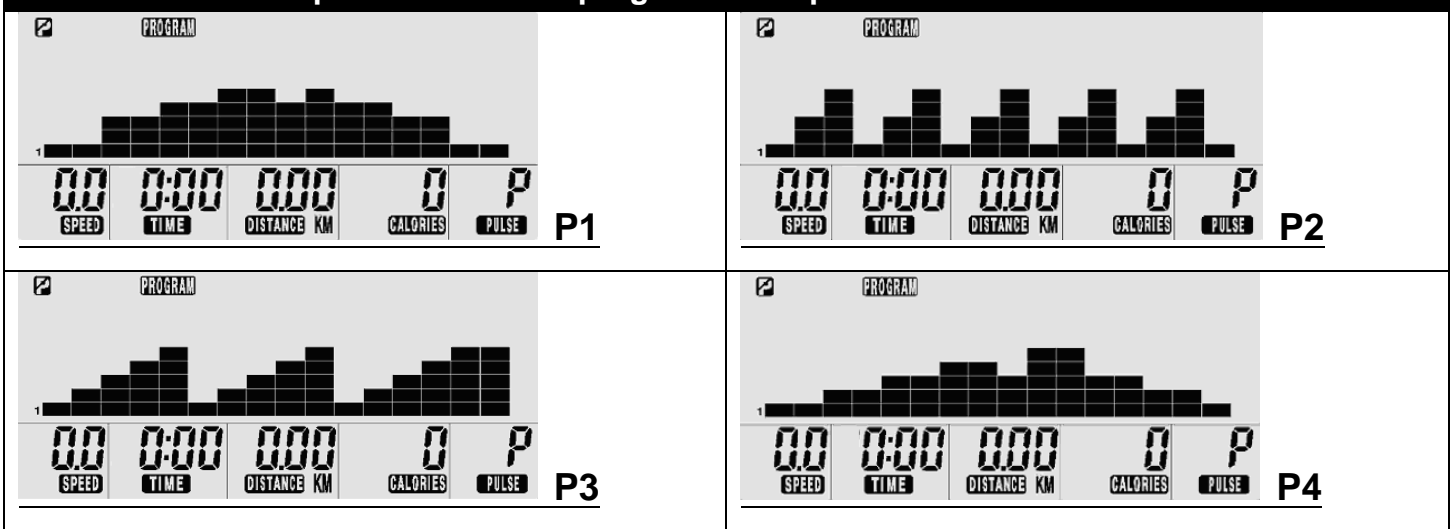 PROGRAM
1
0.0 0:00 0.00 0 P
SPEED TIME DISTANCE KM CALORIES PULSE P1
PROGRAM
1
0.0 0:00 0.00 0 P
SPEED TIME DISTANCE KM CALORIES PULSE P2
PROGRAM
1
0.0 0:00 0.00 0 P
SPEED TIME DISTANCE KM CALORIES PULSE P3
PROGRAM
1
0.0 0:00 0.00 0 P
SPEED TIME DISTANCE KM CALORIES PULSE P4